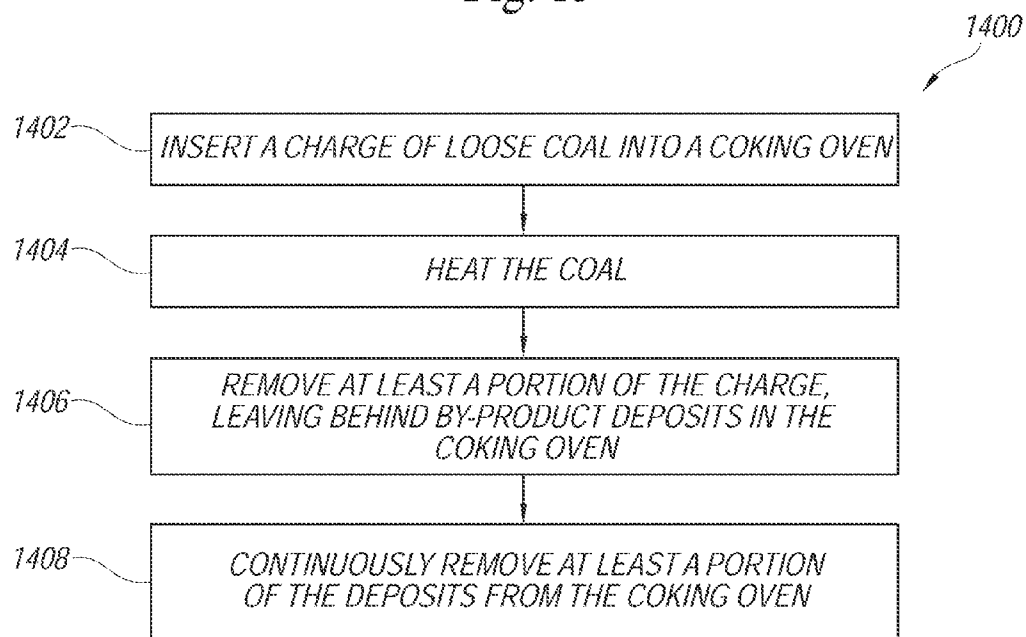 1400
1402
INSERT A CHARGE OF LOOSE COAL INTO A COKING OVEN
1404
HEAT THE COAL
1406
REMOVE AT LEAST A PORTION OF THE CHARGE,
LEAVING BEHIND BY-PRODUCT DEPOSITS IN THE
COKING OVEN
1408
CONTINUOUSLY REMOVE AT LEAST A PORTION
OF THE DEPOSITS FROM THE COKING OVEN